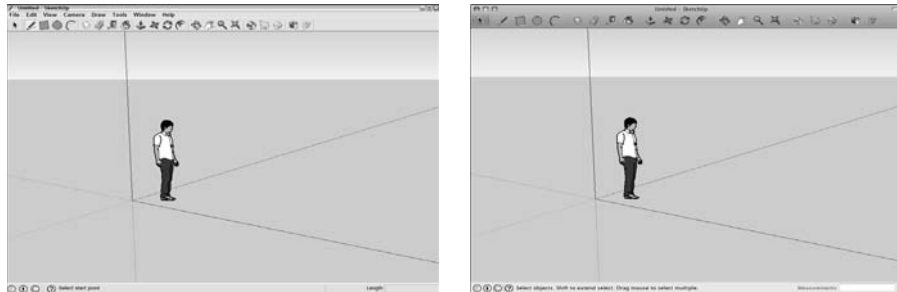 Untitled - SketchUp
File Edit View Camera Draw Tools Window Help
Select start point
Length
Untitled - SketchUp
Select objects. Shift to extend select. Drag mouse to select multiple.
Measurements